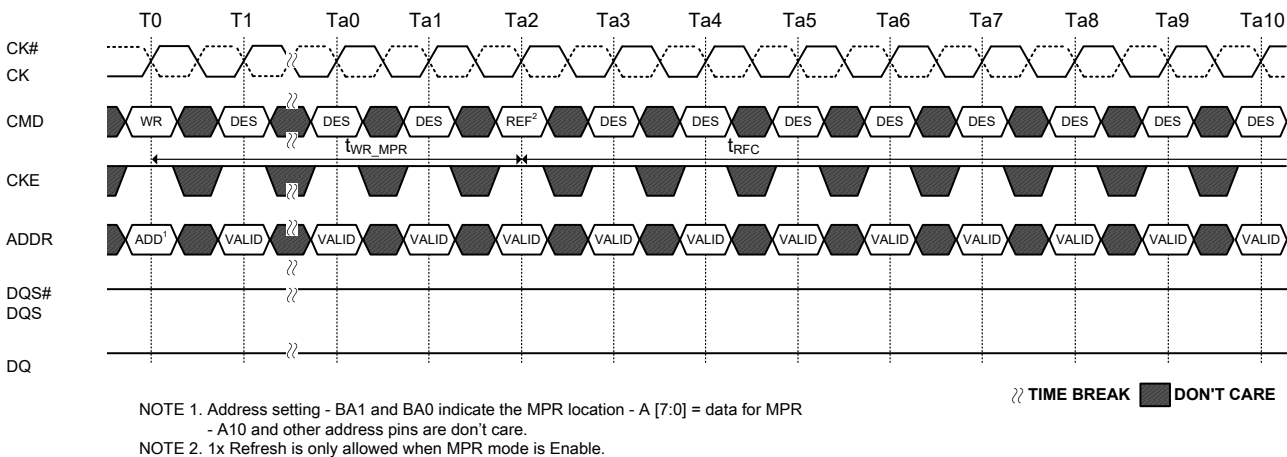 T0 T1 Ta0 Ta1 Ta2 Ta3 Ta4 Ta5 Ta6 Ta7 Ta8 Ta9 Ta10
CK#
CK
CMD WR DES DES DES REF² DES DES DES DES DES DES DES DES
tWR_MPR tRFC
CKE
ADDR ADD¹ VALID VALID VALID VALID VALID VALID VALID VALID VALID VALID VALID VALID
DQS#
DQS
DQ
TIME BREAK DON'T CARE
NOTE 1. Address setting - BA1 and BA0 indicate the MPR location - A [7:0] = data for MPR
- A10 and other address pins are don't care.
NOTE 2. 1x Refresh is only allowed when MPR mode is Enable.